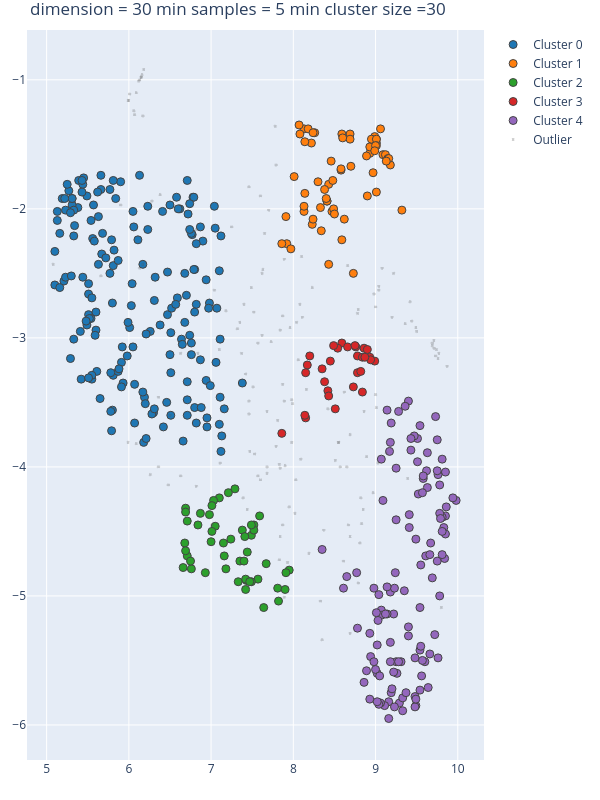 dimension = 30 min samples = 5 min cluster size =30
Cluster 0
Cluster 1
Cluster 2
Cluster 3
Cluster 4
Outlier
−1
−2
−3
−4
−5
−6
5 6 7 8 9 10